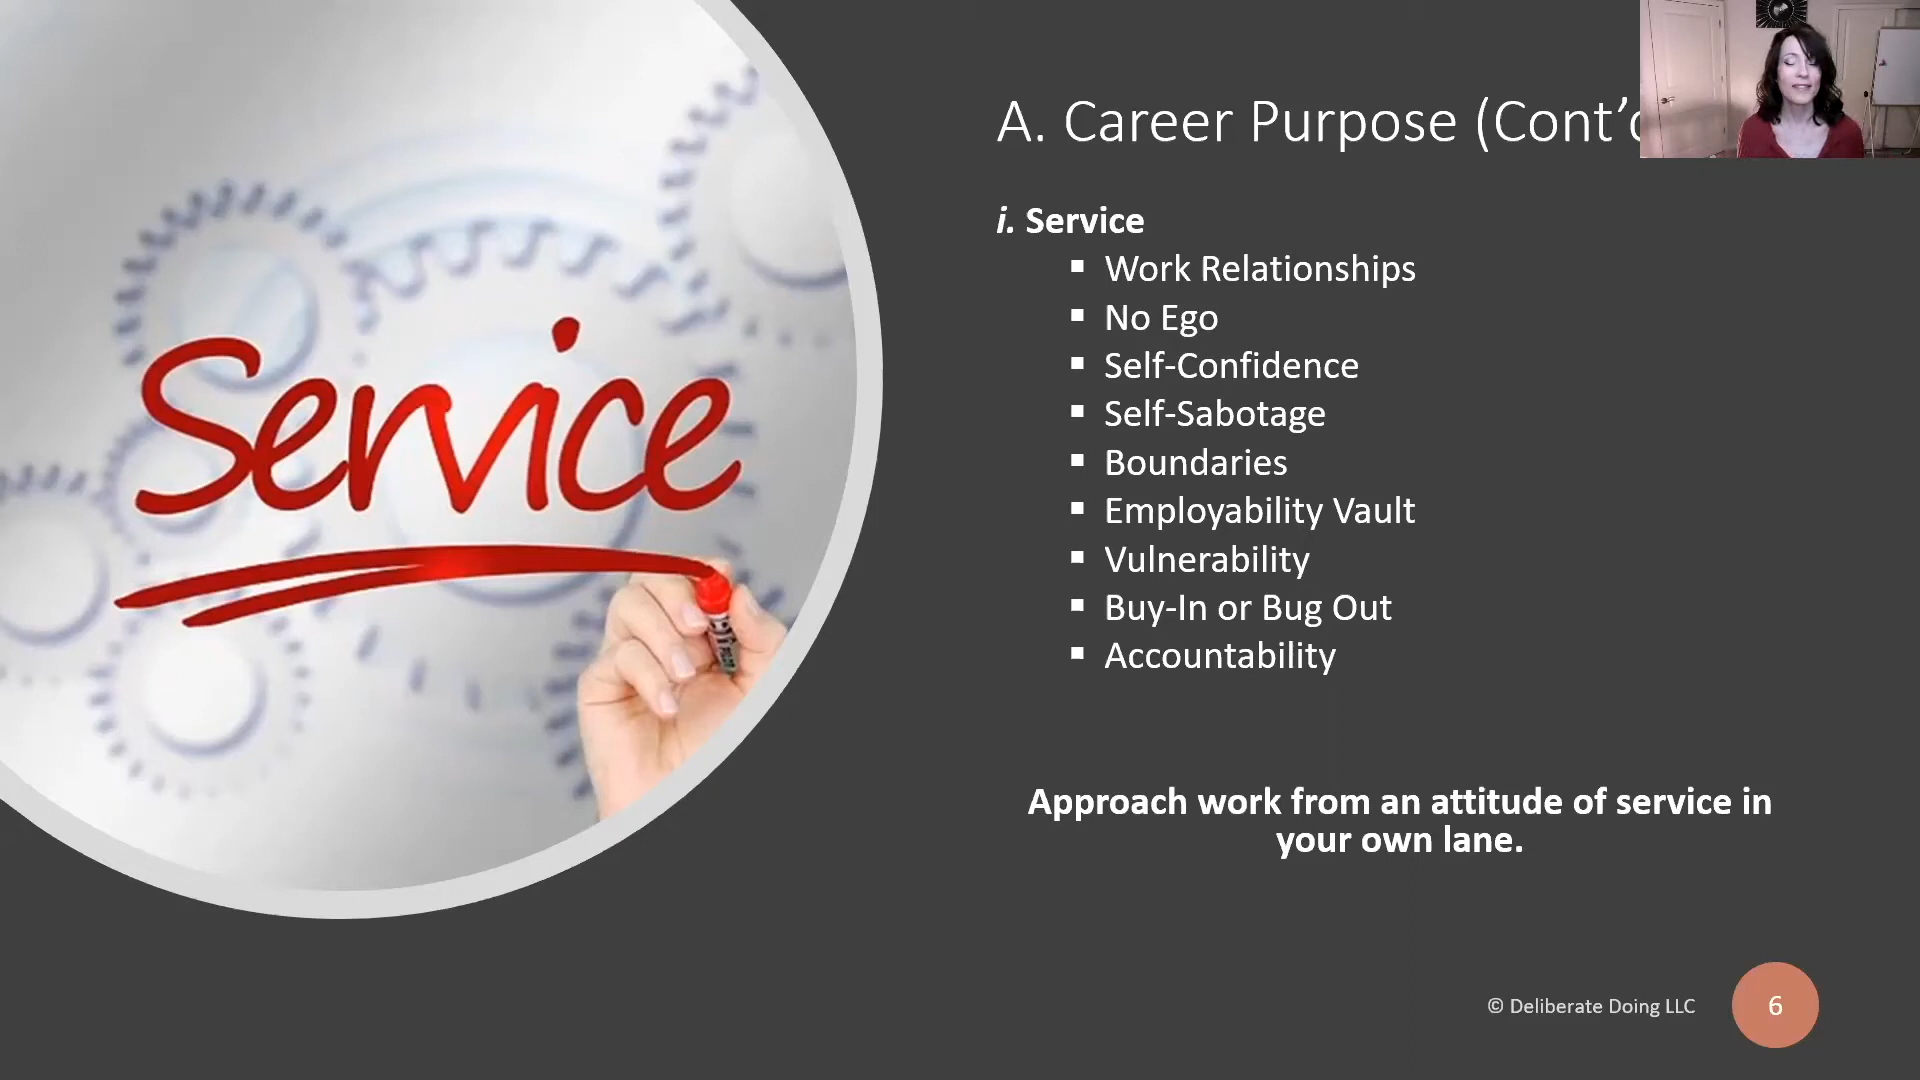 A. Career Purpose (Cont’d
i. Service
▪ Work Relationships
▪ No Ego
▪ Self-Confidence
▪ Self-Sabotage
▪ Boundaries
▪ Employability Vault
▪ Vulnerability
▪ Buy-In or Bug Out
▪ Accountability
Service
Approach work from an attitude of service in
your own lane.
© Deliberate Doing LLC
6